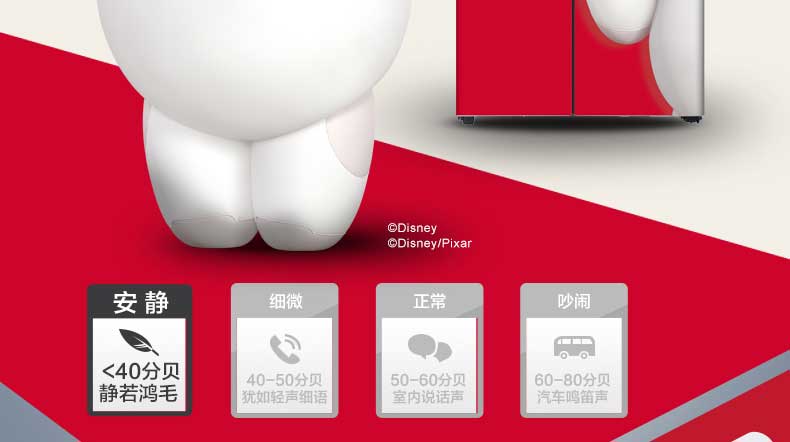 ©Disney
©Disney/Pixar
安静
细微
正常
吵闹
<40分贝
静若鸿毛
40-50分贝
犹如轻声细语
50-60分贝
室内说话声
60-80分贝
汽车鸣笛声